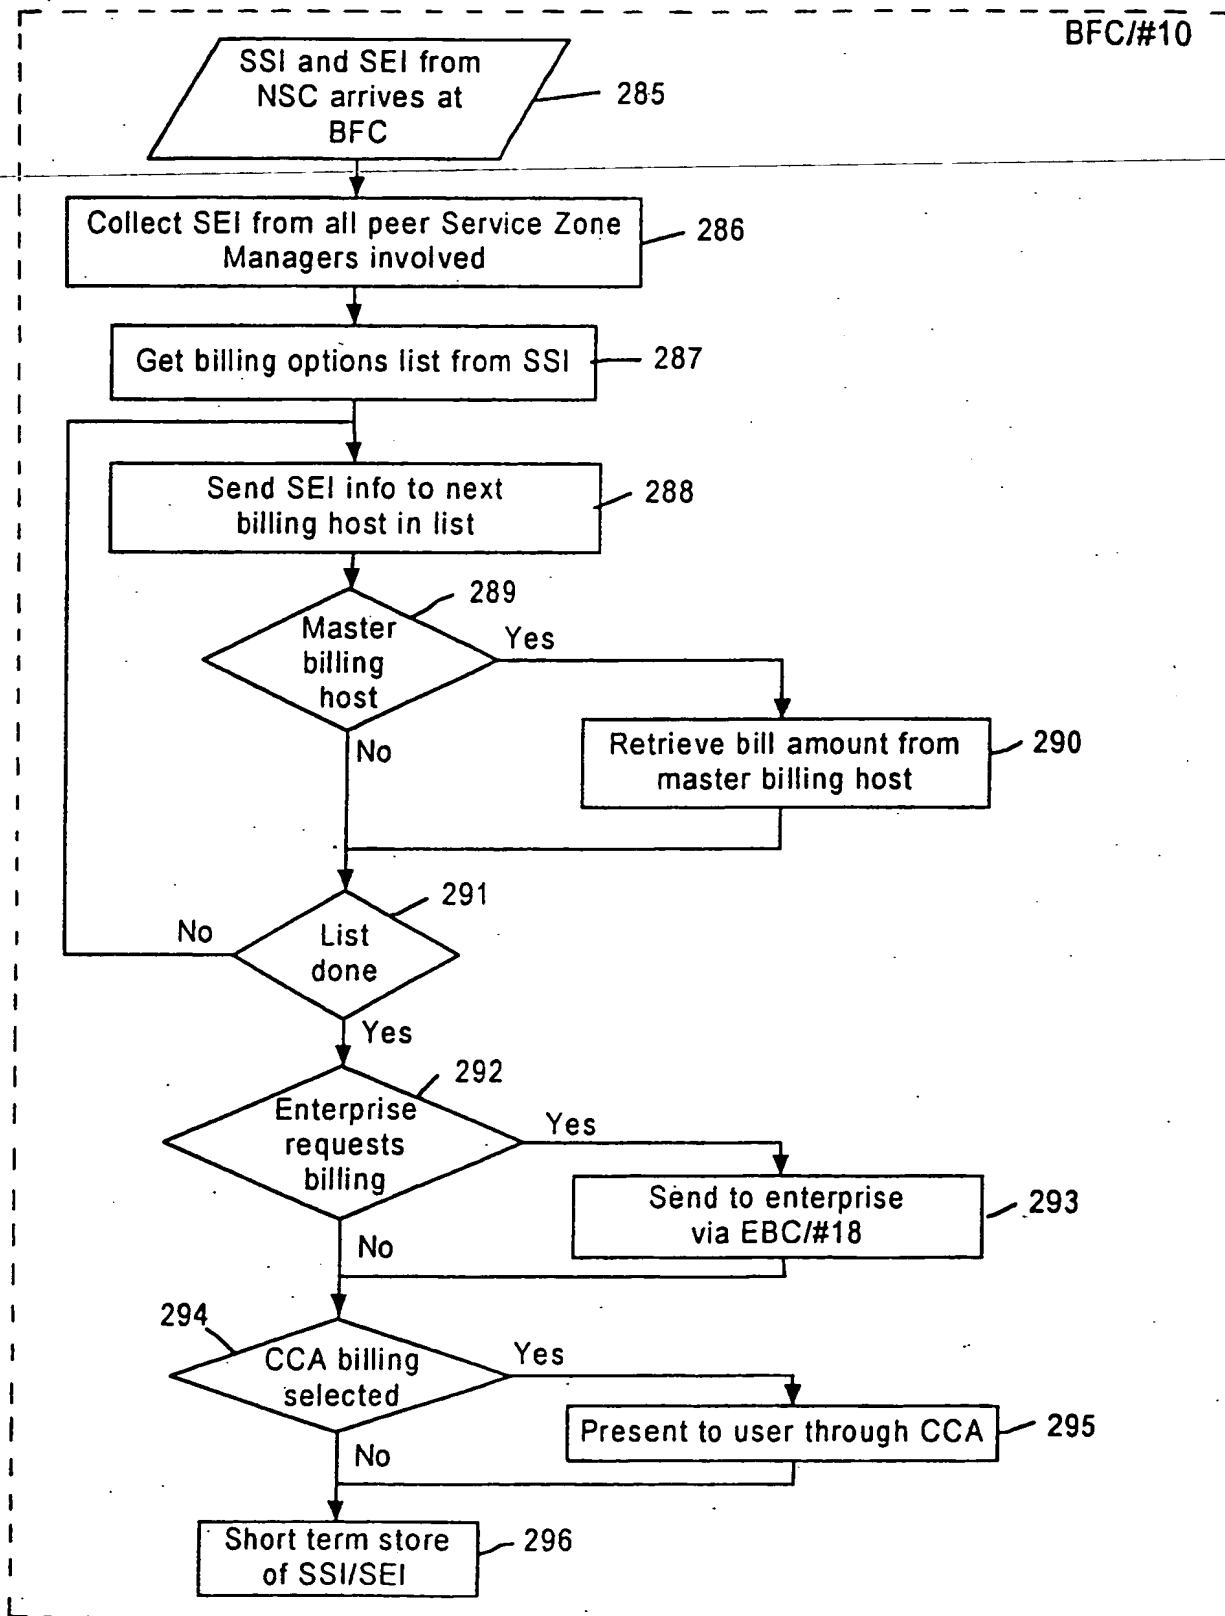 BFC/#10
SSI and SEI from
NSC arrives at
BFC
285
Collect SEI from all peer Service Zone
Managers involved
286
Get billing options list from SSI
287
Send SEI info to next
billing host in list
288
289
Master
billing
host
Yes
No
Retrieve bill amount from
master billing host
290
291
List
done
No
Yes
292
Enterprise
requests
billing
Yes
No
Send to enterprise
via EBC/#18
293
294
CCA billing
selected
Yes
No
Present to user through CCA
295
Short term store
of SSI/SEI
296